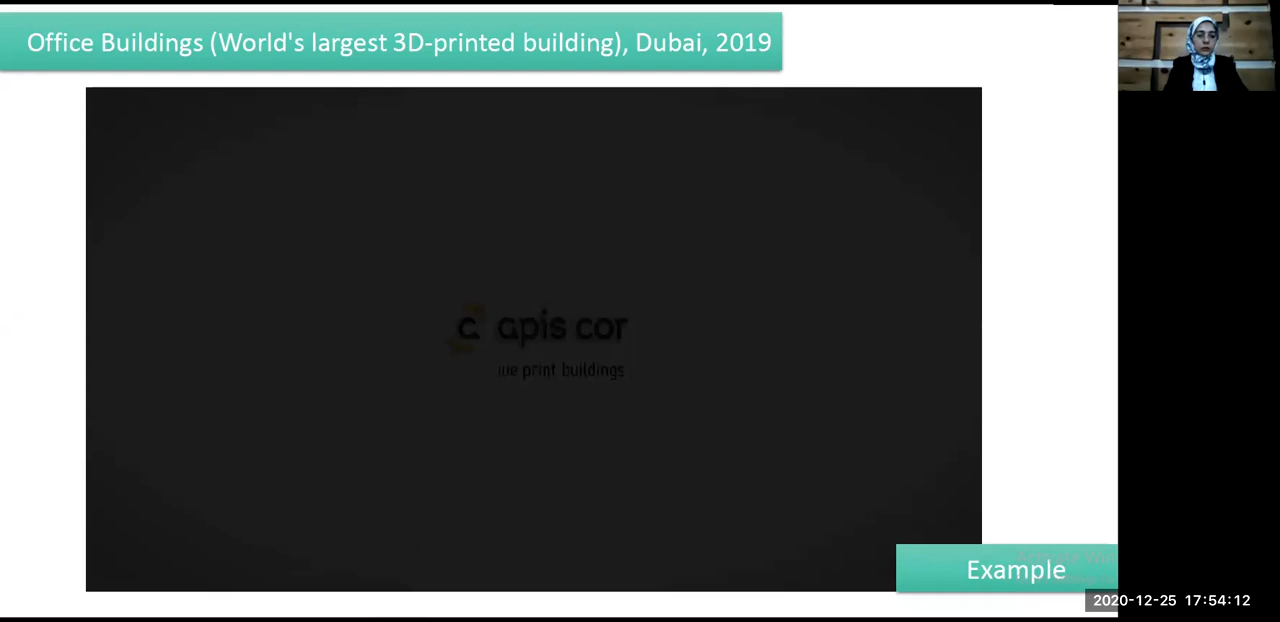 Office Buildings (World's largest 3D-printed building), Dubai, 2019
apis cor
we print buildings
Example
2020-12-25 17:54:12